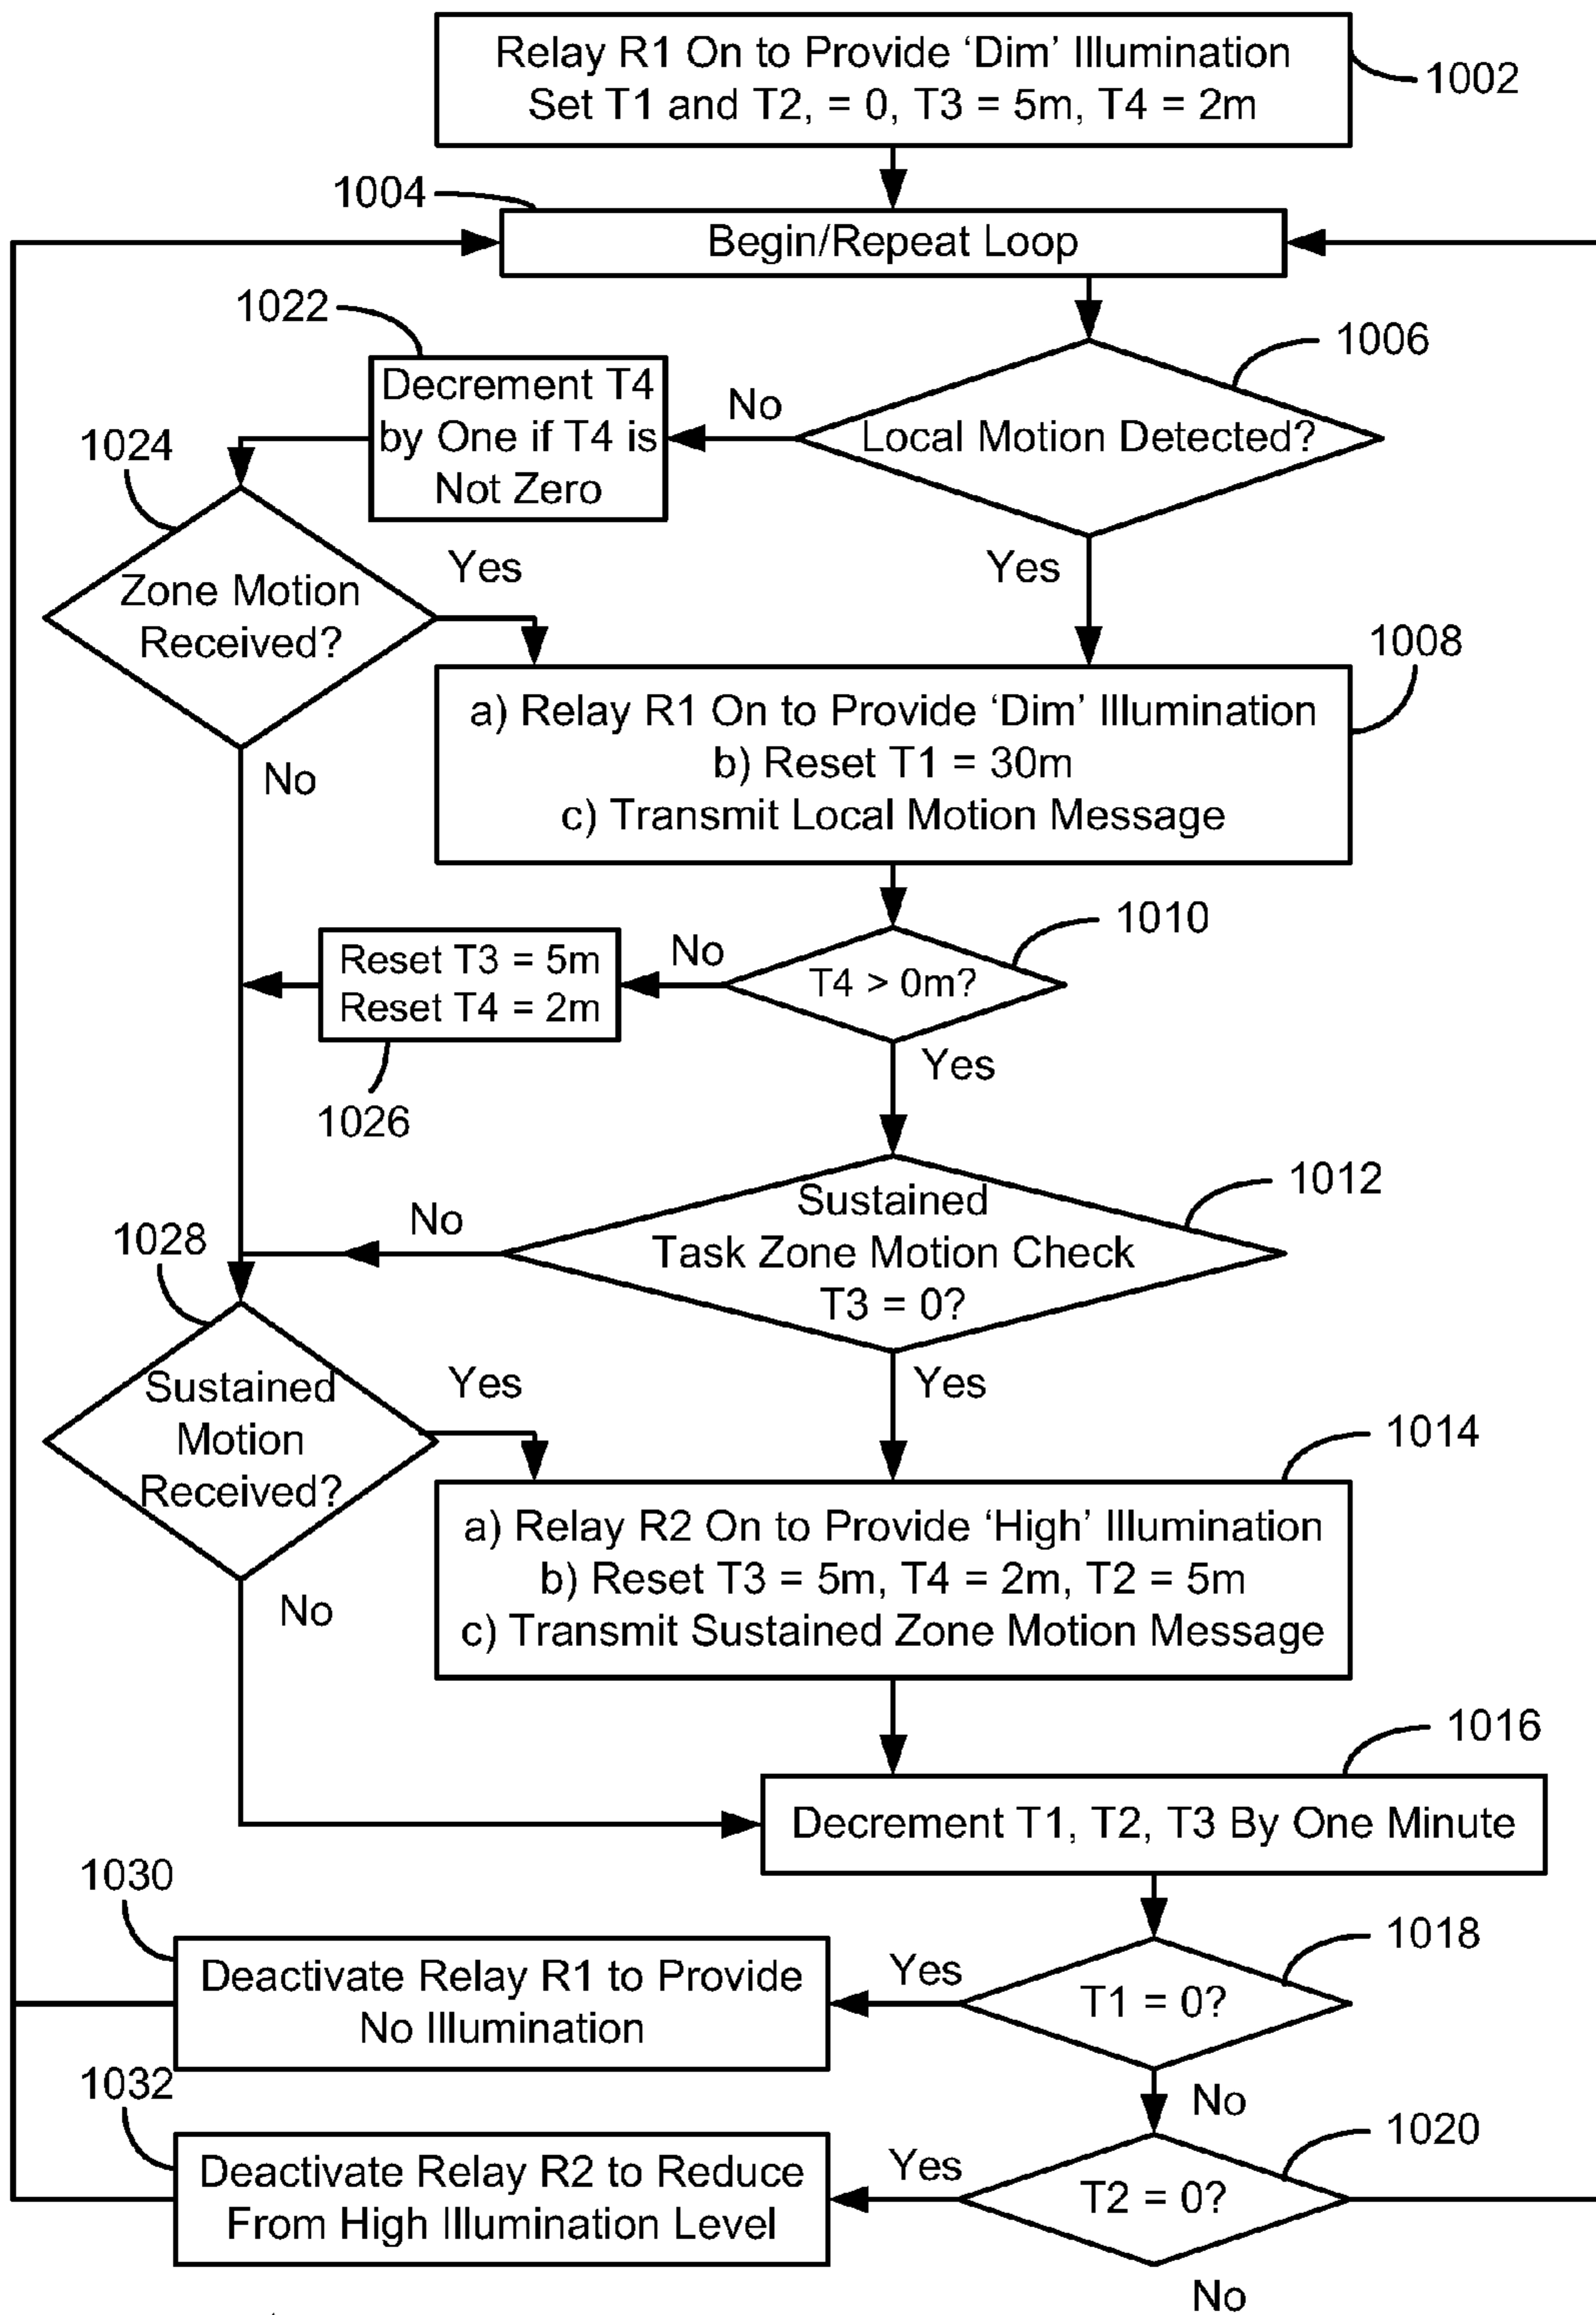 Relay R1 On to Provide ‘Dim’ Illumination
Set T1 and T2, = 0, T3 = 5m, T4 = 2m
1002
1004
Begin/Repeat Loop
1022
1006
Decrement T4
by One if T4 is
Not Zero
No
Local Motion Detected?
1024
Zone Motion
Received?
Yes
Yes
1008
a) Relay R1 On to Provide ‘Dim’ Illumination
b) Reset T1 = 30m
c) Transmit Local Motion Message
No
1010
Reset T3 = 5m
Reset T4 = 2m
No
T4 > 0m?
Yes
1026
1012
Sustained
Task Zone Motion Check
T3 = 0?
No
1028
Sustained
Motion
Received?
Yes
Yes
1014
a) Relay R2 On to Provide ‘High’ Illumination
b) Reset T3 = 5m, T4 = 2m, T2 = 5m
c) Transmit Sustained Zone Motion Message
No
1016
Decrement T1, T2, T3 By One Minute
1030
1018
Deactivate Relay R1 to Provide
No Illumination
Yes
T1 = 0?
No
1032
1020
Deactivate Relay R2 to Reduce
From High Illumination Level
Yes
T2 = 0?
No